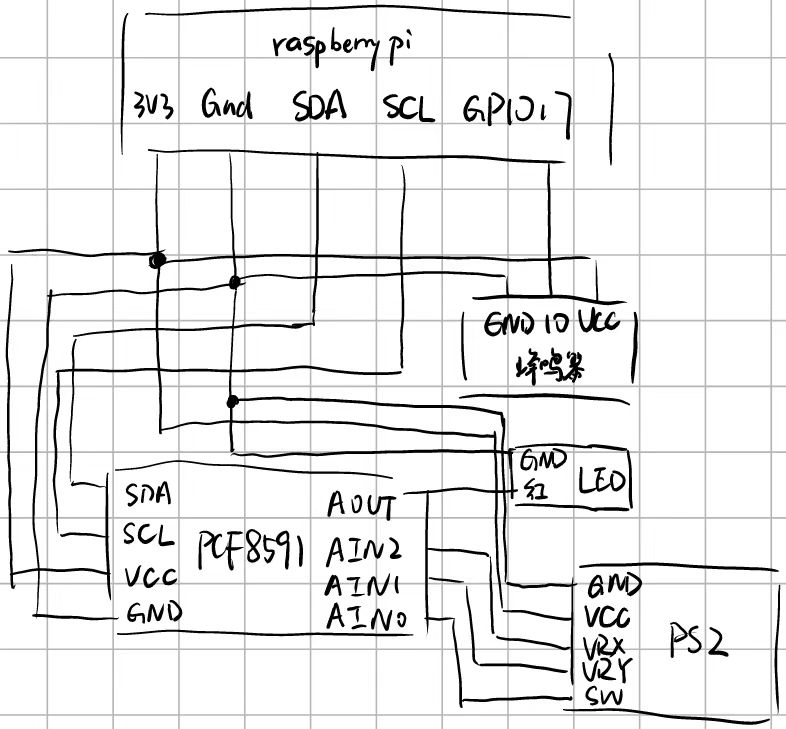 raspberry pi
3V3 Gnd SDA SCL GPIO17
GND IO VCC
蜂鸣器
GND
红 LED
SDA
SCL
VCC
GND
PCF8591
AOUT
AIN2
AIN1
AIN0
GND
VCC
VRX
VRY
SW
PS2